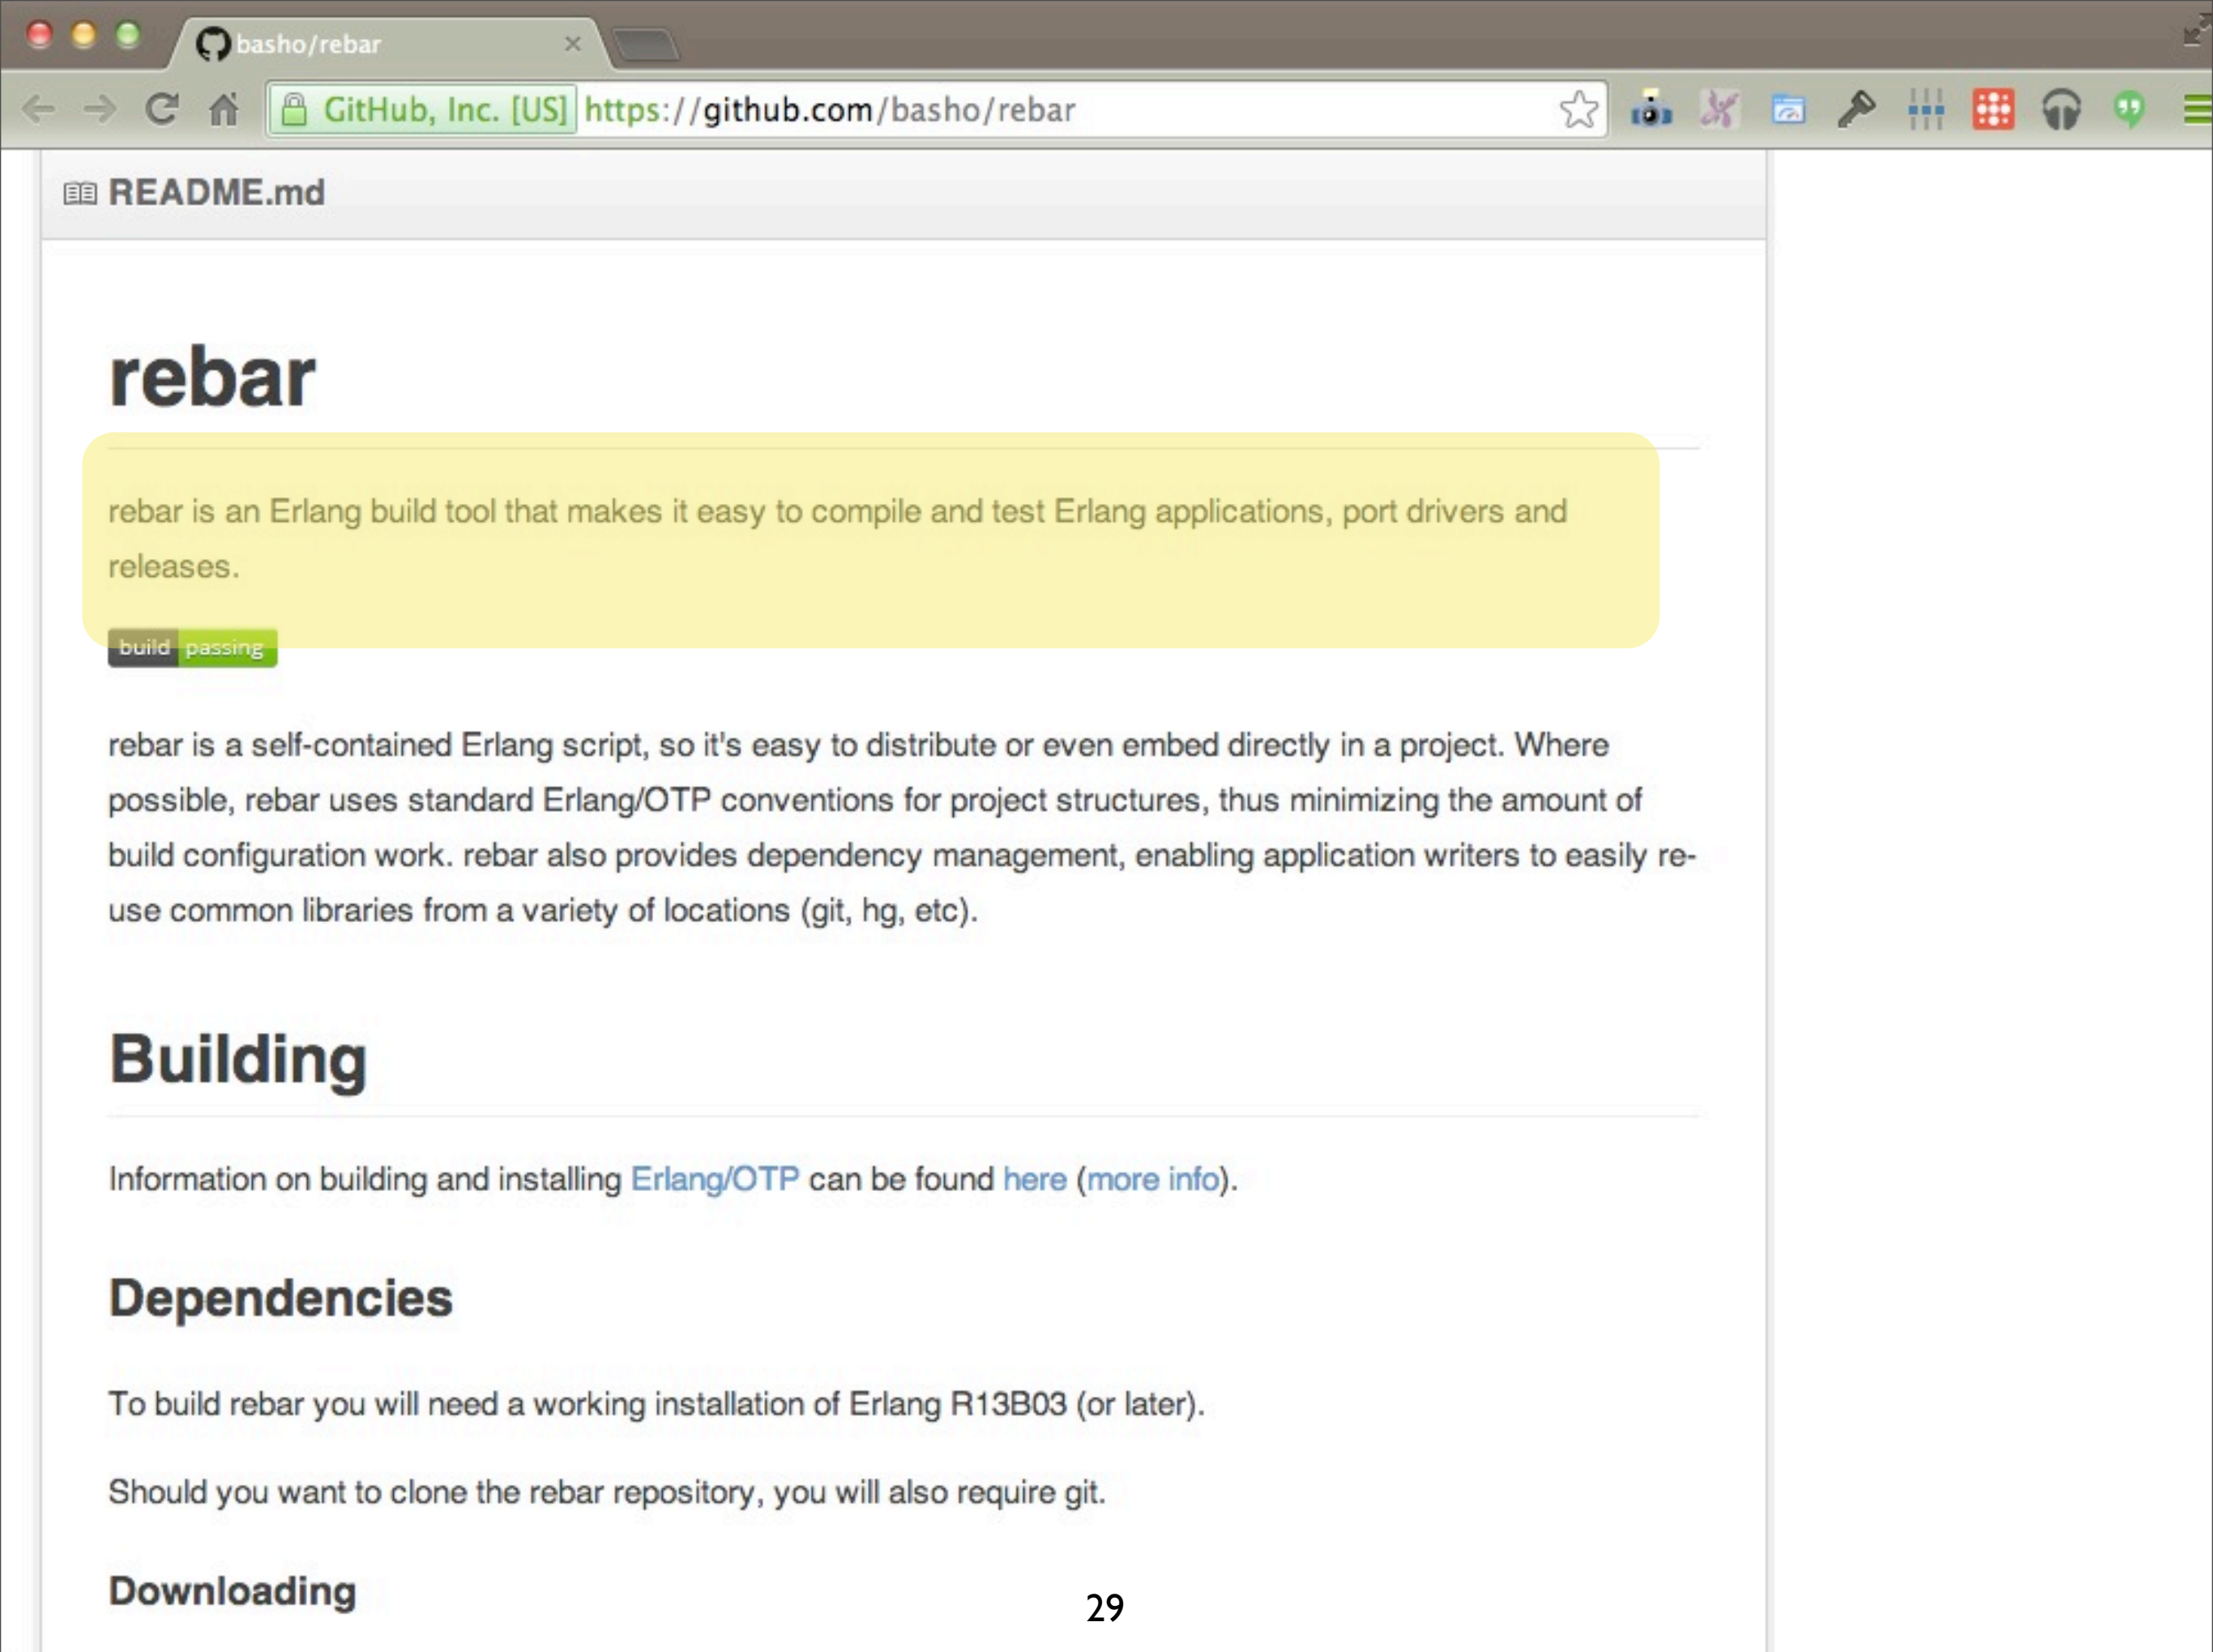 basho/rebar
GitHub, Inc. [US] https://github.com/basho/rebar
README.md
rebar
rebar is an Erlang build tool that makes it easy to compile and test Erlang applications, port drivers and
releases.
build passing
rebar is a self-contained Erlang script, so it's easy to distribute or even embed directly in a project. Where
possible, rebar uses standard Erlang/OTP conventions for project structures, thus minimizing the amount of
build configuration work. rebar also provides dependency management, enabling application writers to easily re-
use common libraries from a variety of locations (git, hg, etc).
Building
Information on building and installing Erlang/OTP can be found here (more info).
Dependencies
To build rebar you will need a working installation of Erlang R13B03 (or later).
Should you want to clone the rebar repository, you will also require git.
Downloading
29